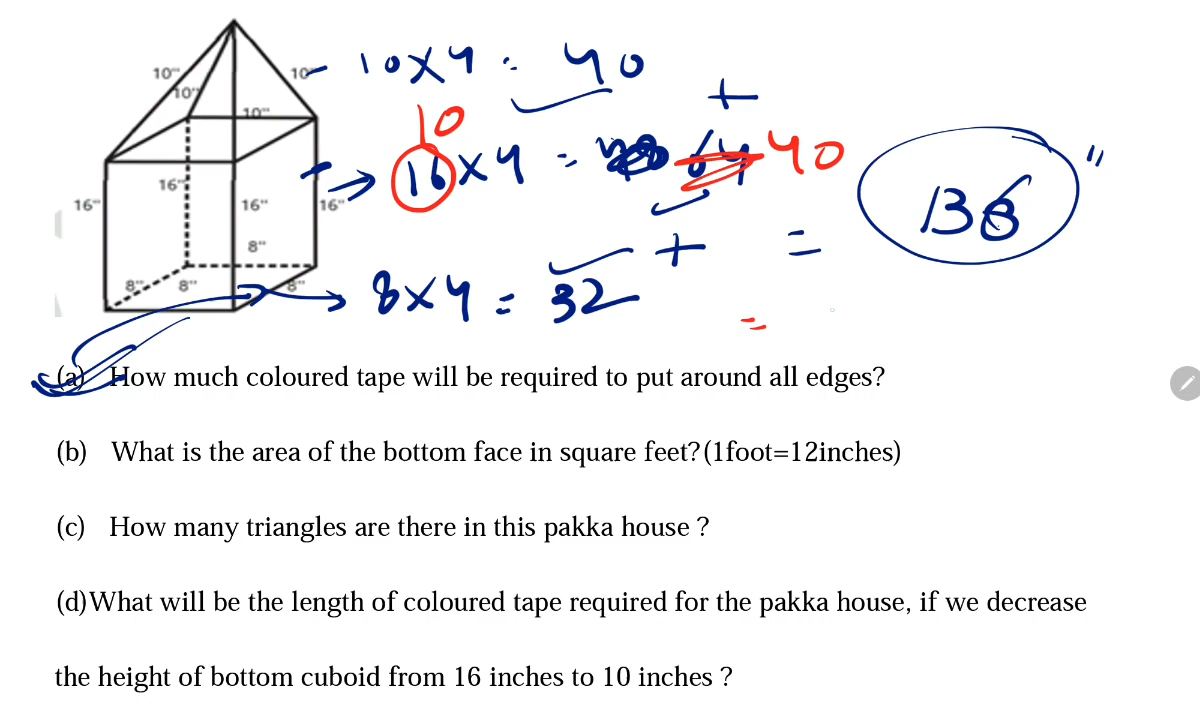 10" 10" 10" 10"
10×4 = 40
+
10
16×4 = 64 40
16" 16" 16" 16"
136"
8"
+ =
8" 8" 8"
8×4 = 32
=
(a) How much coloured tape will be required to put around all edges?
(b) What is the area of the bottom face in square feet?(1foot=12inches)
(c) How many triangles are there in this pakka house ?
(d)What will be the length of coloured tape required for the pakka house, if we decrease
the height of bottom cuboid from 16 inches to 10 inches ?